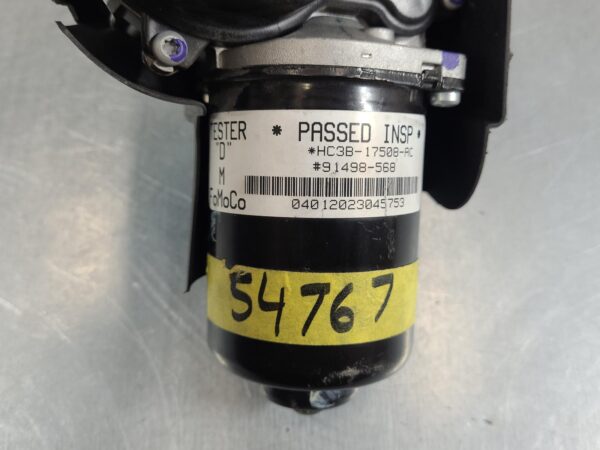 TESTER * PASSED INSP *
"D" *HC3B-17508-AC
M #91498-568
FoMoCo 04012023045753
54767